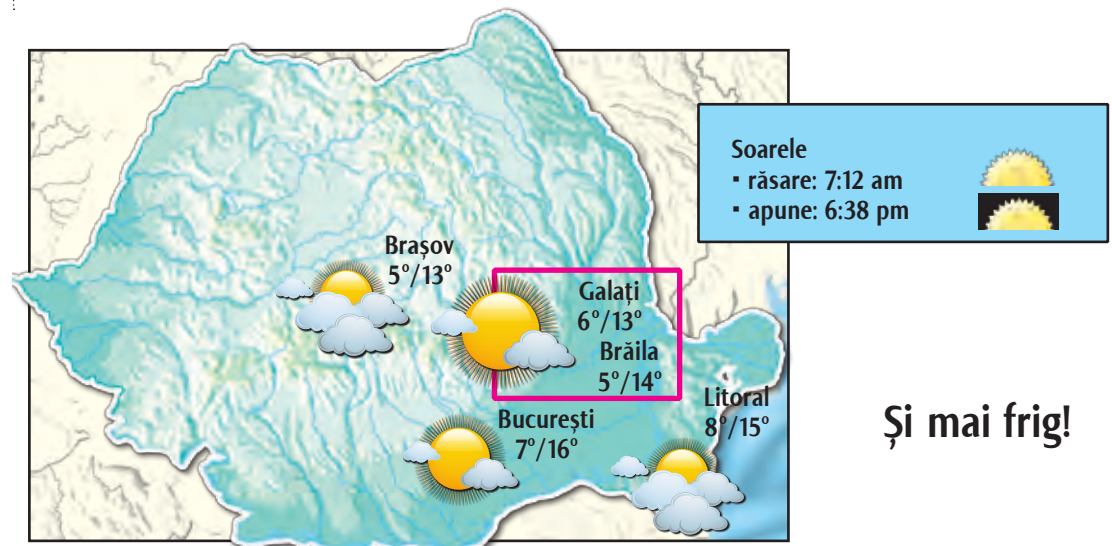 Soarele
▪ răsare: 7:12 am
▪ apune: 6:38 pm
Brașov
5°/13°
Galați
6°/13°
Brăila
5°/14°
Litoral
8°/15°
București
7°/16°
Și mai frig!